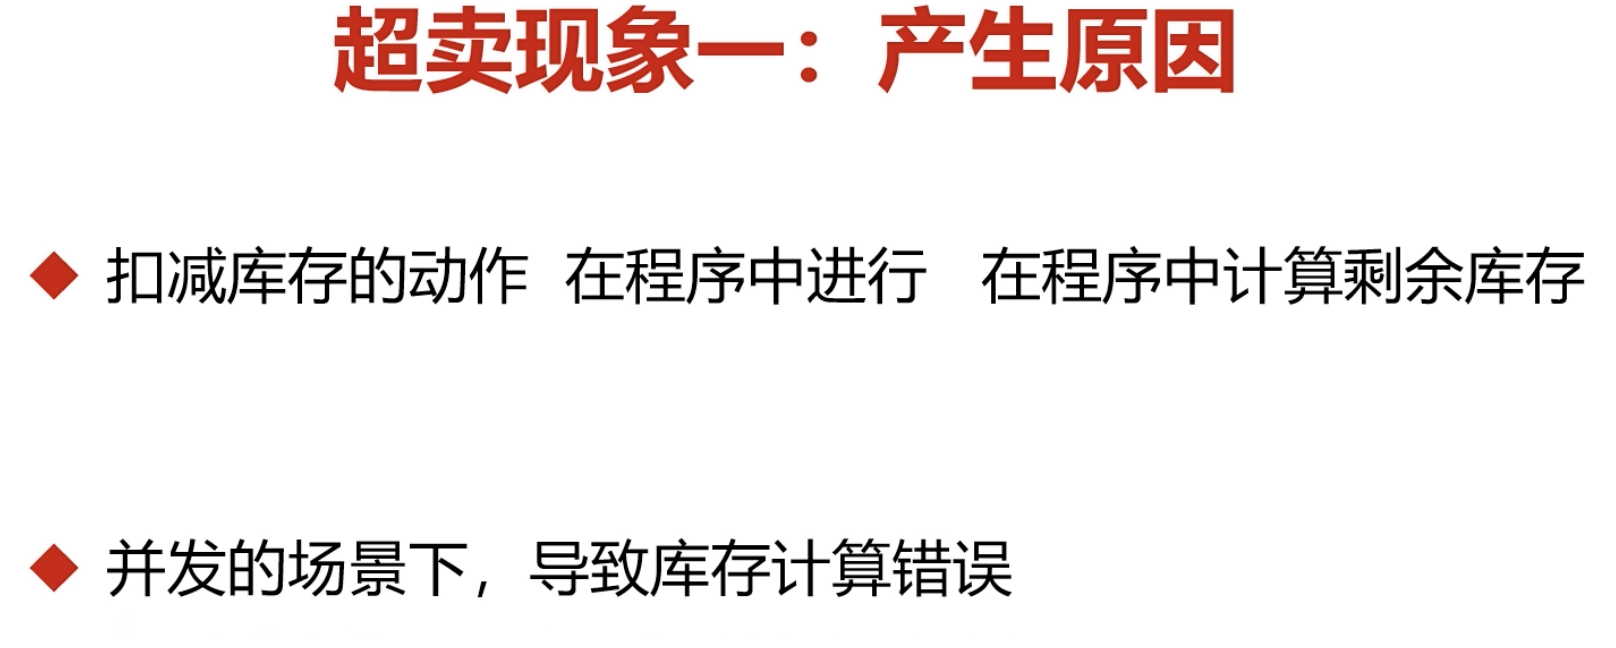 超卖现象一：产生原因
扣减库存的动作 在程序中进行 在程序中计算剩余库存
并发的场景下，导致库存计算错误